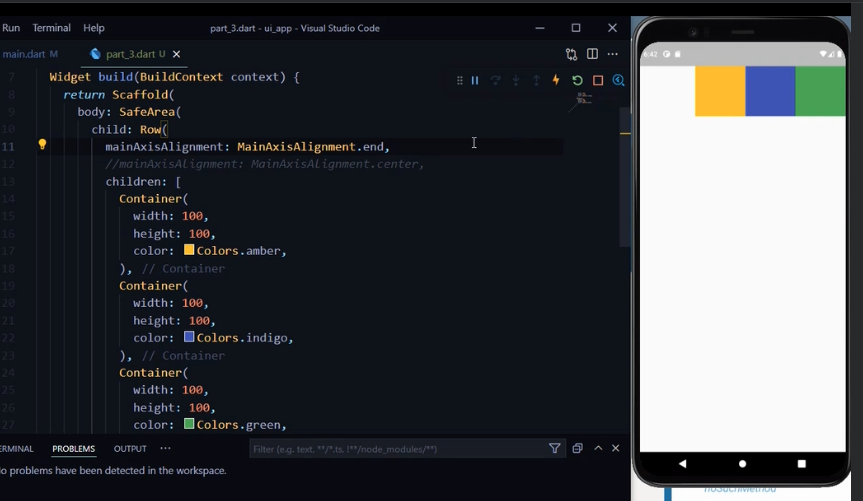 Run Terminal Help part_3.dart - ui_app - Visual Studio Code
main.dart M part_3.dart U
7 Widget build(BuildContext context) {
8 return Scaffold(
9 body: SafeArea(
10 child: Row(
11 mainAxisAlignment: MainAxisAlignment.end,
12 //mainAxisAlignment: MainAxisAlignment.center,
13 children: [
14 Container(
15 width: 100,
16 height: 100,
17 color: Colors.amber,
18 ), // Container
19 Container(
20 width: 100,
21 height: 100,
22 color: Colors.indigo,
23 ), // Container
24 Container(
25 width: 100,
26 height: 100,
27 color: Colors.green,
ERMINAL PROBLEMS OUTPUT ··· Filter (e.g. text, **/*.ts, !**/node_modules/**)
o problems have been detected in the workspace.
6:42
noSuchMethod